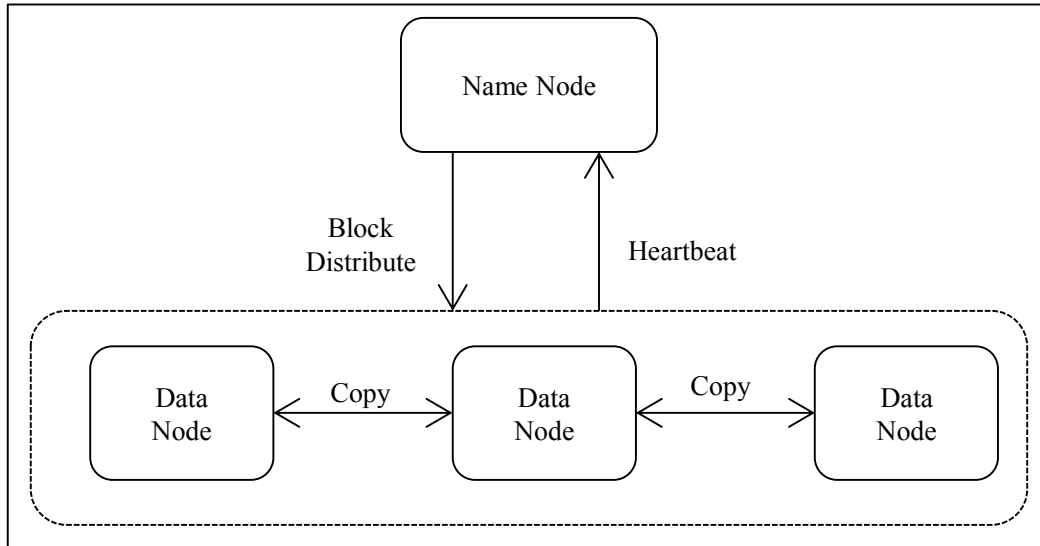 Name Node
Block
Distribute
Heartbeat
Data
Node
Copy
Data
Node
Copy
Data
Node